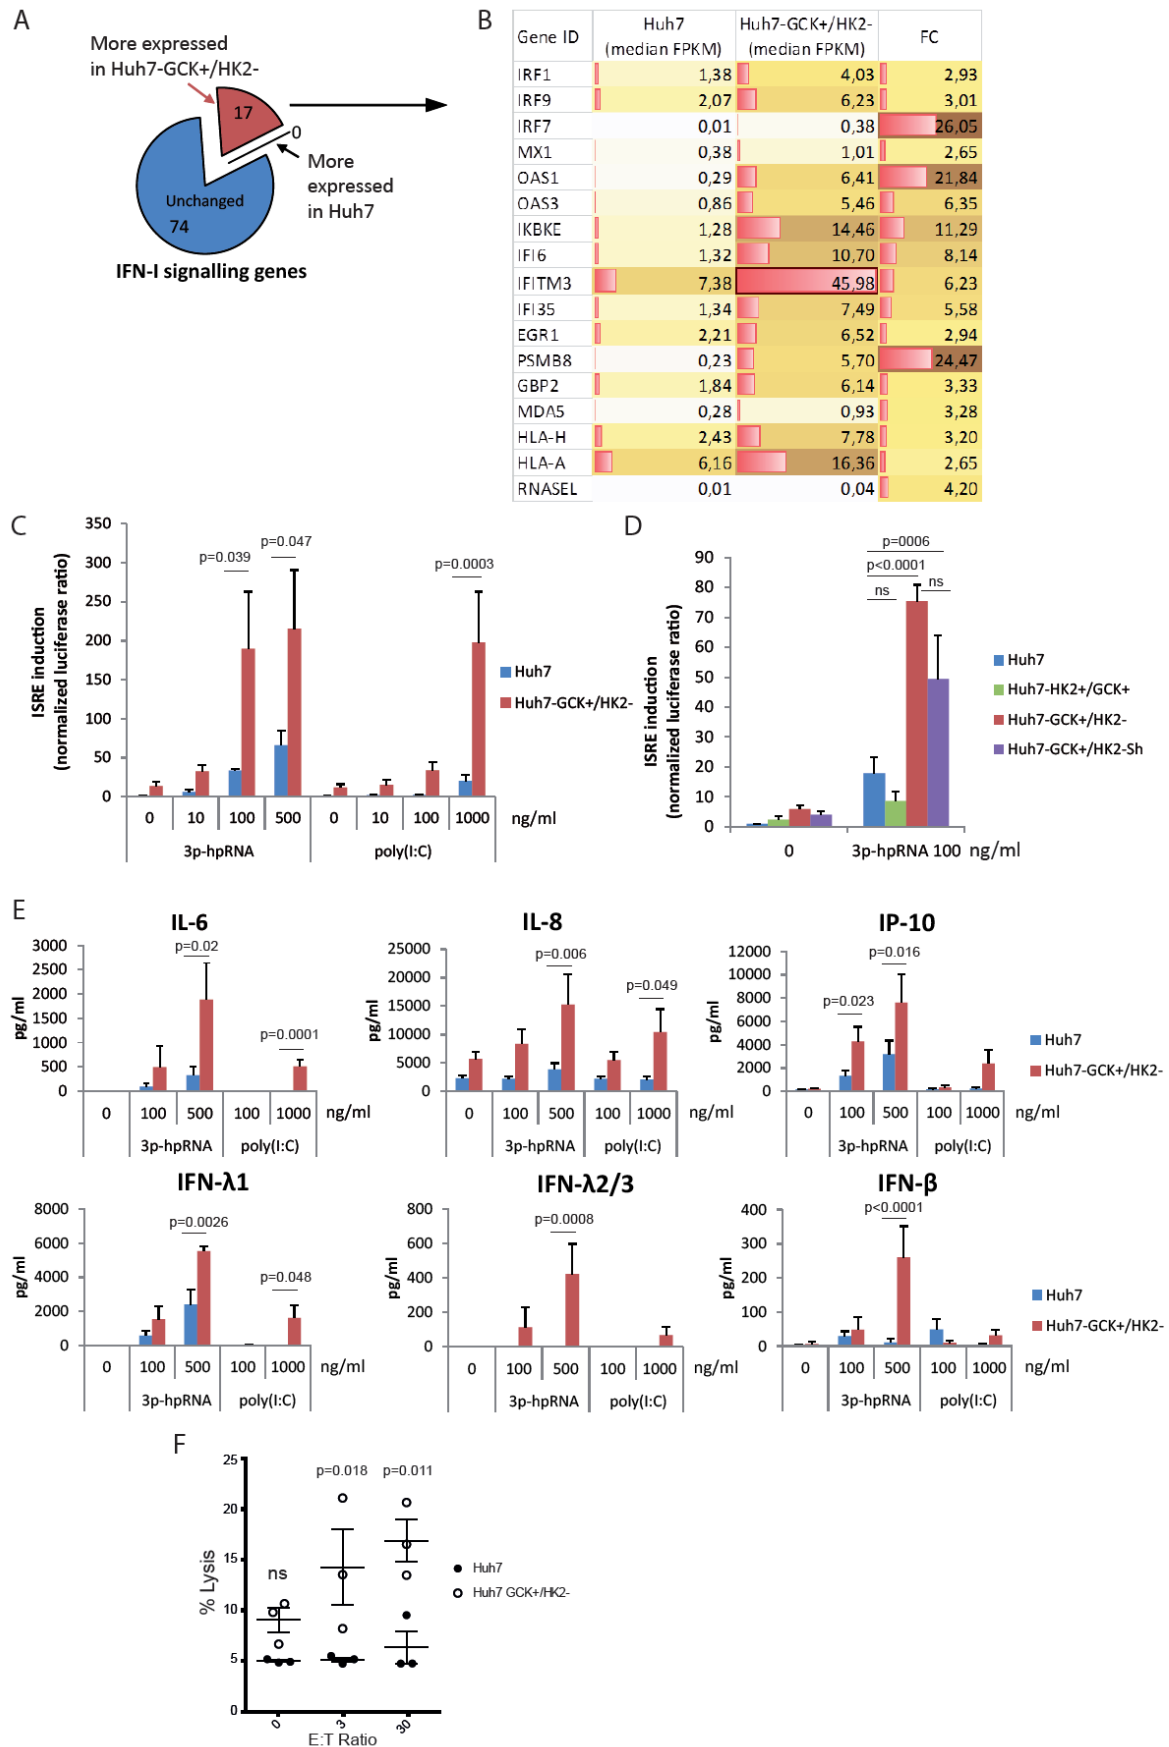 A
More expressed
in Huh7-GCK+/HK2-
17
0
More
expressed
in Huh7
Unchanged
74
IFN-I signalling genes
B
Gene ID Huh7 (median FPKM) Huh7-GCK+/HK2- (median FPKM) FC
IRF1 1,38 4,03 2,93
IRF9 2,07 6,23 3,01
IRF7 0,01 0,38 26,05
MX1 0,38 1,01 2,65
OAS1 0,29 6,41 21,84
OAS3 0,86 5,46 6,35
IKBKE 1,28 14,46 11,29
IFI6 1,32 10,70 8,14
IFITM3 7,38 45,98 6,23
IFI35 1,34 7,49 5,58
EGR1 2,21 6,52 2,94
PSMB8 0,23 5,70 24,47
GBP2 1,84 6,14 3,33
MDA5 0,28 0,93 3,28
HLA-H 2,43 7,78 3,20
HLA-A 6,16 16,36 2,65
RNASEL 0,01 0,04 4,20
C
ISRE induction
(normalized luciferase ratio)
350
300
250
200
150
100
50
0
p=0.039
p=0.047
p=0.0003
Huh7
Huh7-GCK+/HK2-
0 10 100 500 0 10 100 1000 ng/ml
3p-hpRNA poly(I:C)
D
ISRE induction
(normalized luciferase ratio)
90
80
70
60
50
40
30
20
10
0
p=0006
p<0.0001
ns
ns
Huh7
Huh7-HK2+/GCK+
Huh7-GCK+/HK2-
Huh7-GCK+/HK2-Sh
0 3p-hpRNA 100 ng/ml
E
IL-6
pg/ml
3000
2500
2000
1500
1000
500
0
p=0.02
p=0.0001
0 100 500 100 1000 ng/ml
3p-hpRNA poly(I:C)
IL-8
pg/ml
25000
20000
15000
10000
5000
0
p=0.006
p=0.049
0 100 500 100 1000 ng/ml
3p-hpRNA poly(I:C)
IP-10
pg/ml
12000
10000
8000
6000
4000
2000
0
p=0.023
p=0.016
0 100 500 100 1000 ng/ml
3p-hpRNA poly(I:C)
Huh7
Huh7-GCK+/HK2-
IFN-λ1
pg/ml
8000
6000
4000
2000
0
p=0.0026
p=0.048
0 100 500 100 1000 ng/ml
3p-hpRNA poly(I:C)
IFN-λ2/3
pg/ml
800
600
400
200
0
p=0.0008
0 100 500 100 1000 ng/ml
3p-hpRNA poly(I:C)
IFN-β
pg/ml
400
300
200
100
0
p<0.0001
0 100 500 100 1000 ng/ml
3p-hpRNA poly(I:C)
Huh7
Huh7-GCK+/HK2-
F
% Lysis
25
20
15
10
5
0
ns
p=0.018
p=0.011
Huh7
Huh7 GCK+/HK2-
0 3 30
E:T Ratio